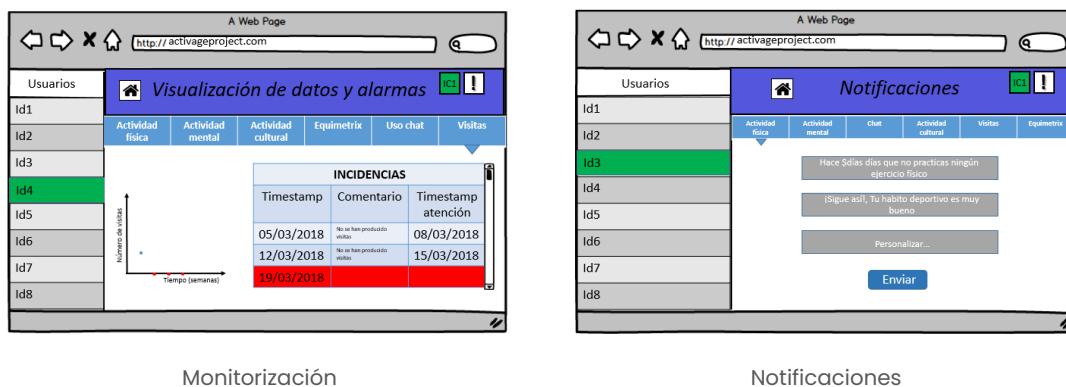 A Web Page
http:// activageproject.com
Usuarios
Visualización de datos y alarmas
IC1 !
Id1
Id2
Id3
Id4
Id5
Id6
Id7
Id8
Actividad física
Actividad mental
Actividad cultural
Equimetrix
Uso chat
Visitas
Número de visitas
Tiempo (semanas)
INCIDENCIAS
Timestamp Comentario Timestamp atención
05/03/2018 No se han producido visitas 08/03/2018
12/03/2018 No se han producido visitas 15/03/2018
19/03/2018
Monitorización
A Web Page
http:// activageproject.com
Usuarios
Notificaciones
IC1 !
Id1
Id2
Id3
Id4
Id5
Id6
Id7
Id8
Actividad física
Actividad mental
Chat
Actividad cultural
Visitas
Equimetrix
Hace $días días que no practicas ningún
ejercicio físico
¡Sigue así!, Tu habito deportivo es muy
bueno
Personalizar...
Enviar
Notificaciones